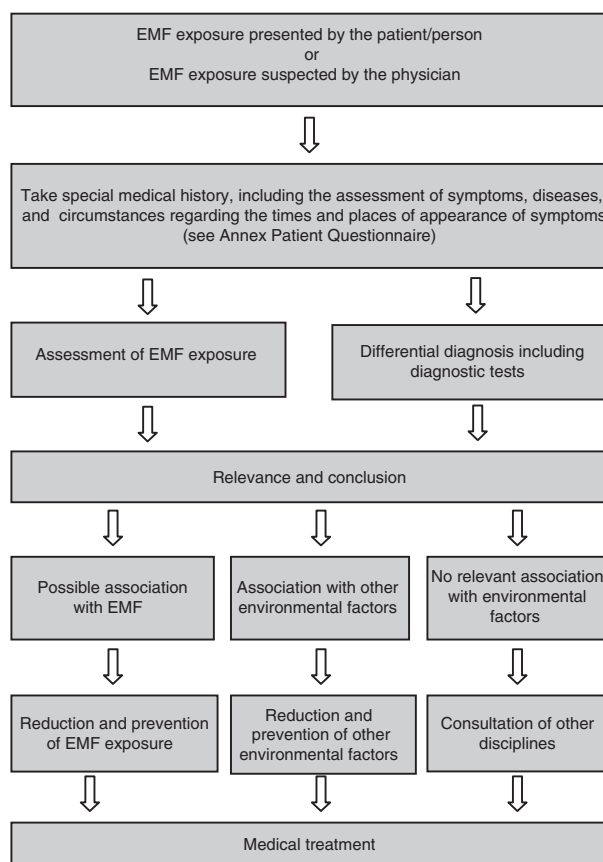 EMF exposure presented by the patient/person
or
EMF exposure suspected by the physician
Take special medical history, including the assessment of symptoms, diseases,
and circumstances regarding the times and places of appearance of symptoms
(see Annex Patient Questionnaire)
Assessment of EMF exposure
Differential diagnosis including
diagnostic tests
Relevance and conclusion
Possible association
with EMF
Association with other
environmental factors
No relevant association
with environmental
factors
Reduction and prevention
of EMF exposure
Reduction and
prevention of other
environmental factors
Consultation of other
disciplines
Medical treatment